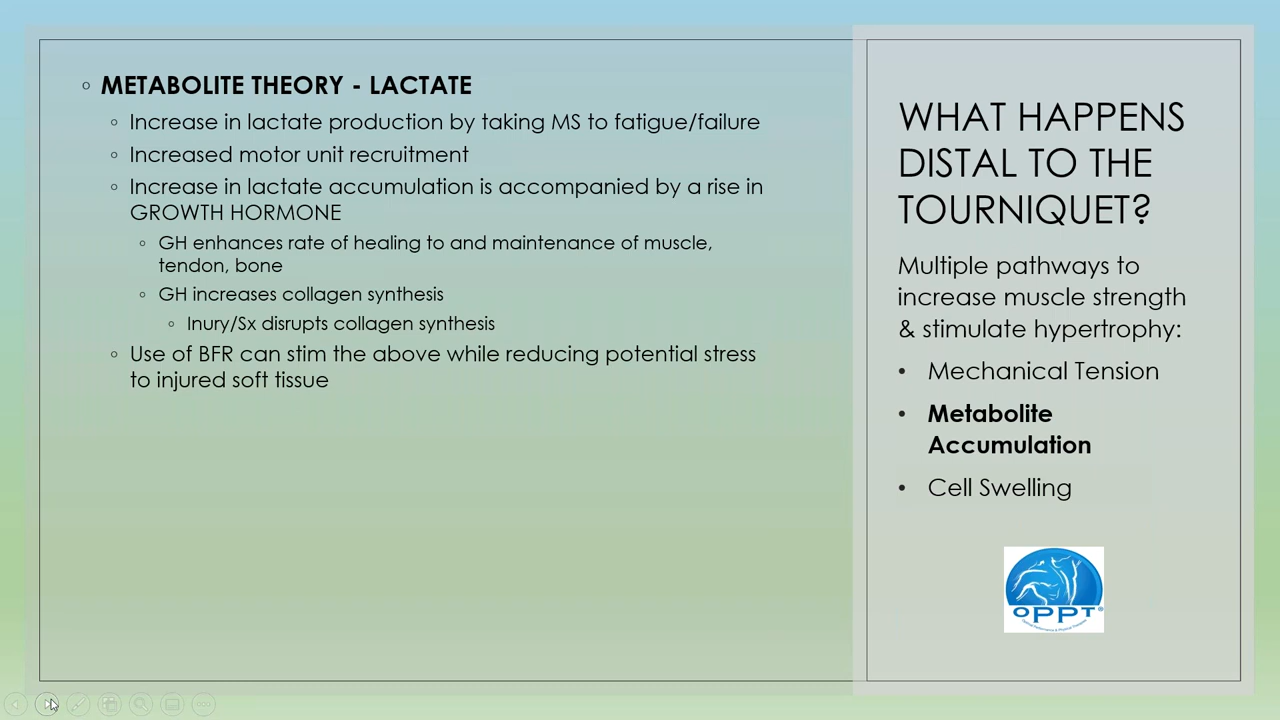 METABOLITE THEORY - LACTATE
Increase in lactate production by taking MS to fatigue/failure
Increased motor unit recruitment
Increase in lactate accumulation is accompanied by a rise in
GROWTH HORMONE
GH enhances rate of healing to and maintenance of muscle,
tendon, bone
GH increases collagen synthesis
Inury/Sx disrupts collagen synthesis
Use of BFR can stim the above while reducing potential stress
to injured soft tissue
WHAT HAPPENS
DISTAL TO THE
TOURNIQUET?
Multiple pathways to
increase muscle strength
& stimulate hypertrophy:
• Mechanical Tension
• Metabolite
Accumulation
• Cell Swelling
OPPT®